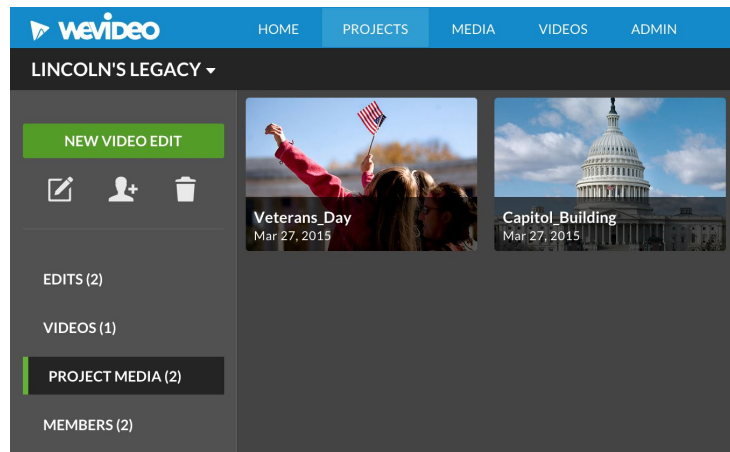 WeVideo
HOME PROJECTS MEDIA VIDEOS ADMIN
LINCOLN'S LEGACY
NEW VIDEO EDIT
EDITS (2)
VIDEOS (1)
PROJECT MEDIA (2)
MEMBERS (2)
Veterans_Day
Mar 27, 2015
Capitol_Building
Mar 27, 2015